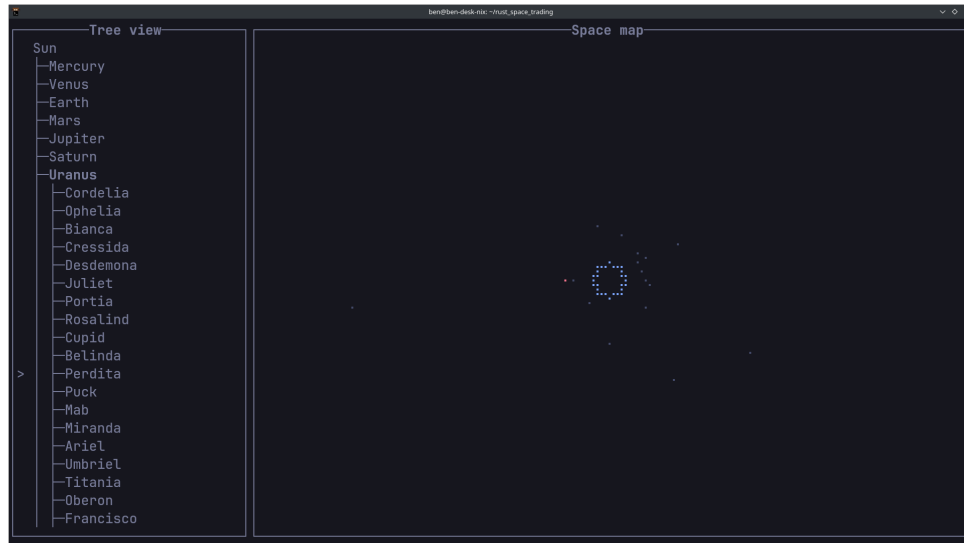 ben@ben-desk-nix: ~/rust_space_trading
Tree view
Space map
Sun
Mercury
Venus
Earth
Mars
Jupiter
Saturn
Uranus
Cordelia
Ophelia
Bianca
Cressida
Desdemona
Juliet
Portia
Rosalind
Cupid
Belinda
> Perdita
Puck
Mab
Miranda
Ariel
Umbriel
Titania
Oberon
Francisco